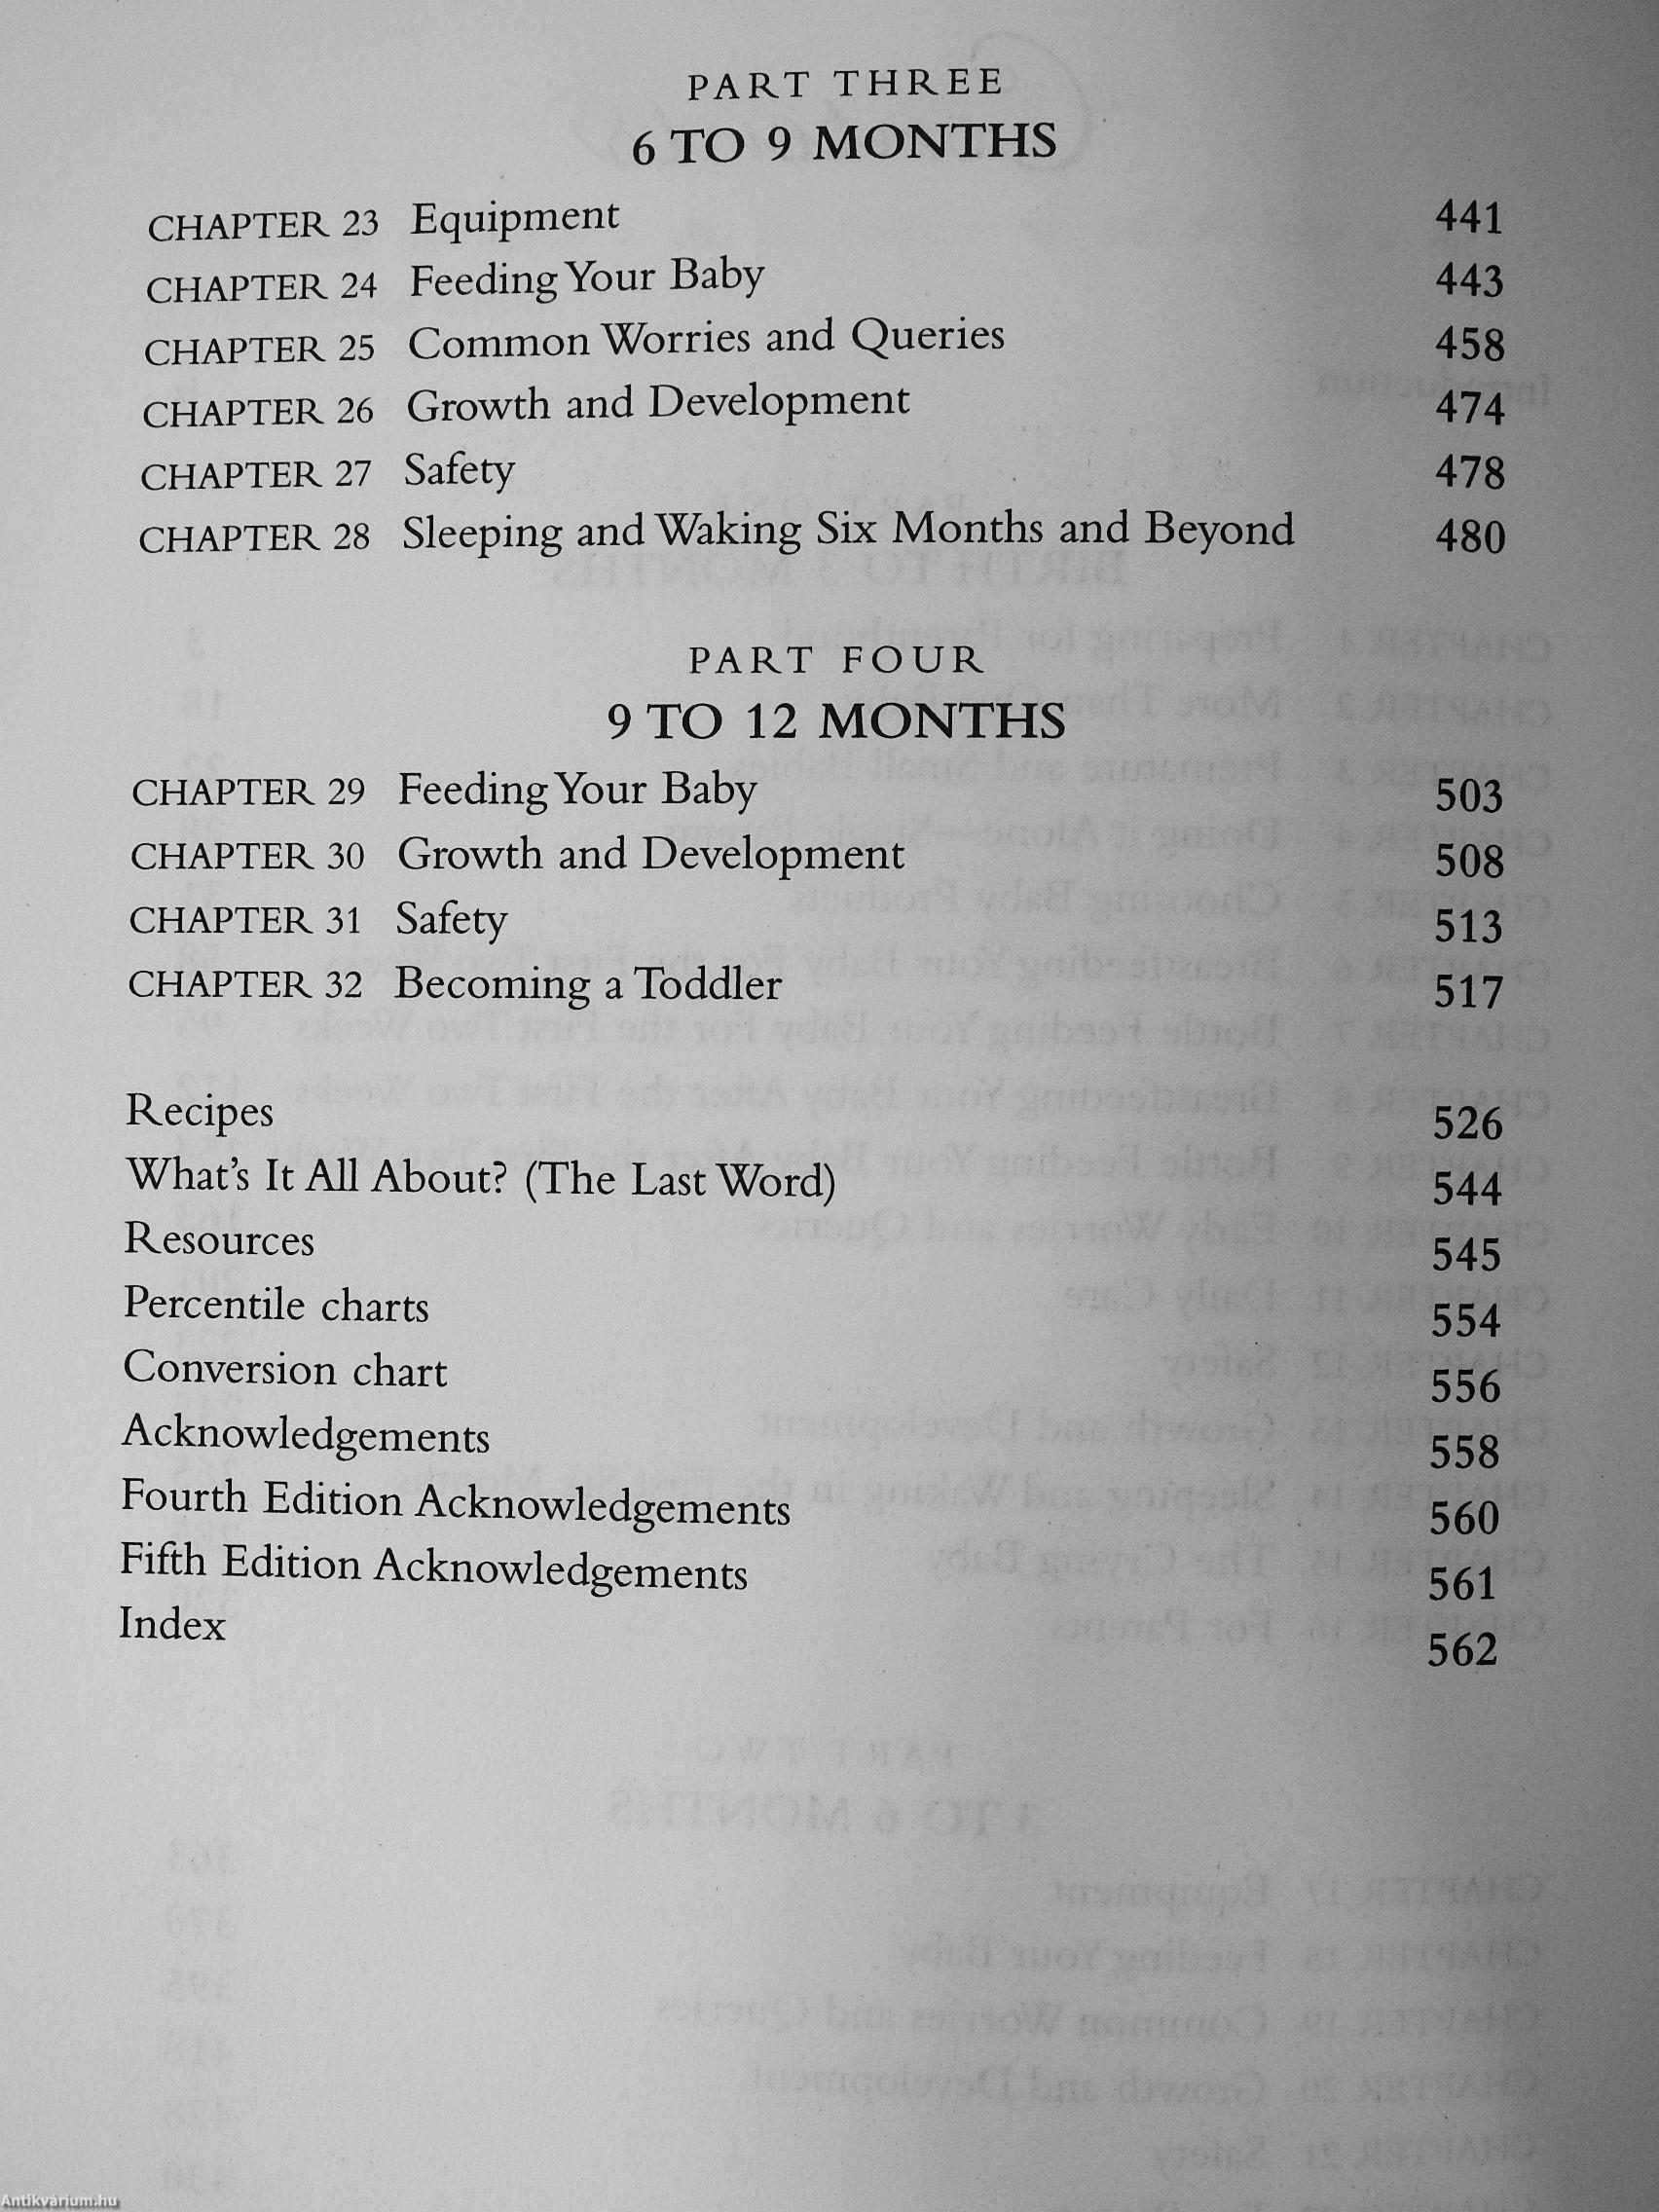 PART THREE
6 TO 9 MONTHS
CHAPTER 23 Equipment 441
CHAPTER 24 Feeding Your Baby 443
CHAPTER 25 Common Worries and Queries 458
CHAPTER 26 Growth and Development 474
CHAPTER 27 Safety 478
CHAPTER 28 Sleeping and Waking Six Months and Beyond 480
PART FOUR
9 TO 12 MONTHS
CHAPTER 29 Feeding Your Baby 503
CHAPTER 30 Growth and Development 508
CHAPTER 31 Safety 513
CHAPTER 32 Becoming a Toddler 517
Recipes 526
What's It All About? (The Last Word) 544
Resources 545
Percentile charts 554
Conversion chart 556
Acknowledgements 558
Fourth Edition Acknowledgements 560
Fifth Edition Acknowledgements 561
Index 562
Antikvárium.hu